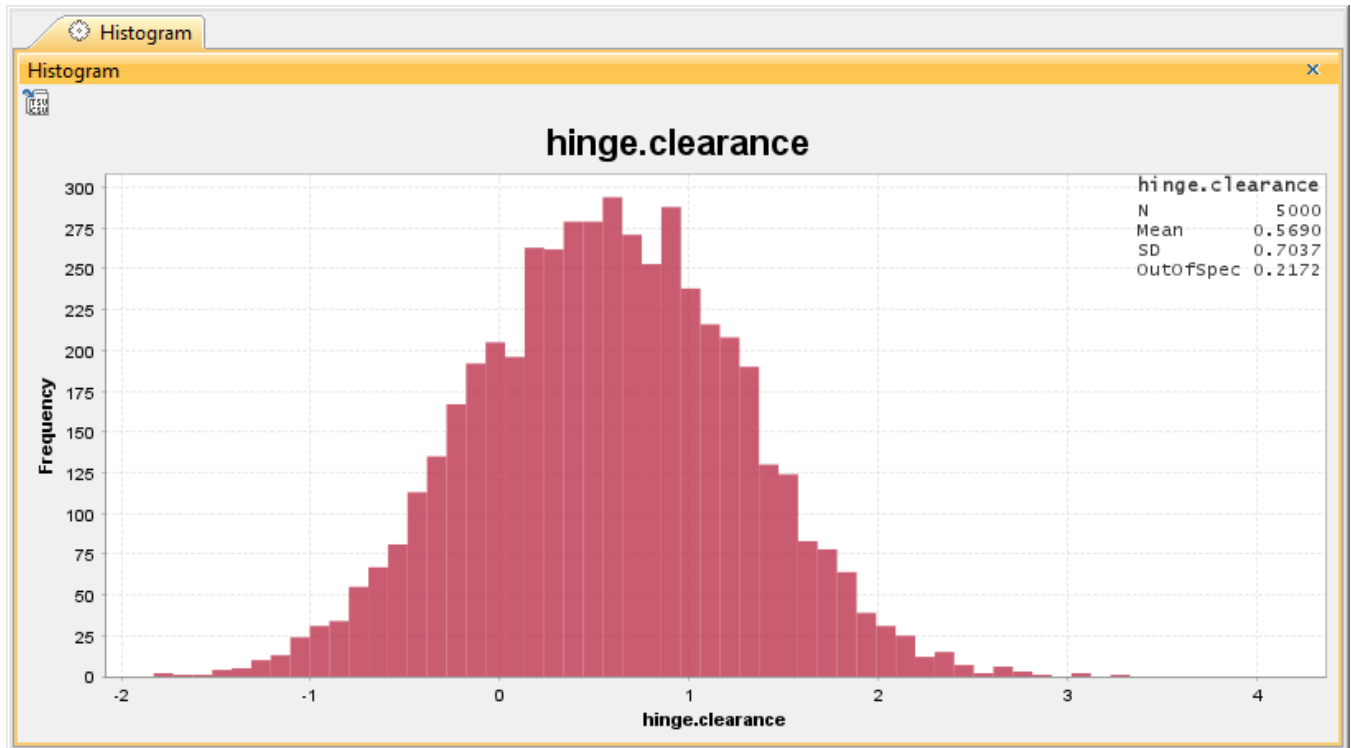 Histogram
Histogram
TSV
CSV
hinge.clearance
hinge.clearance
N 5000
Mean 0.5690
SD 0.7037
OutOfSpec 0.2172
300
275
250
225
200
175
150
125
100
75
50
25
0
Frequency
-2 -1 0 1 2 3 4
hinge.clearance